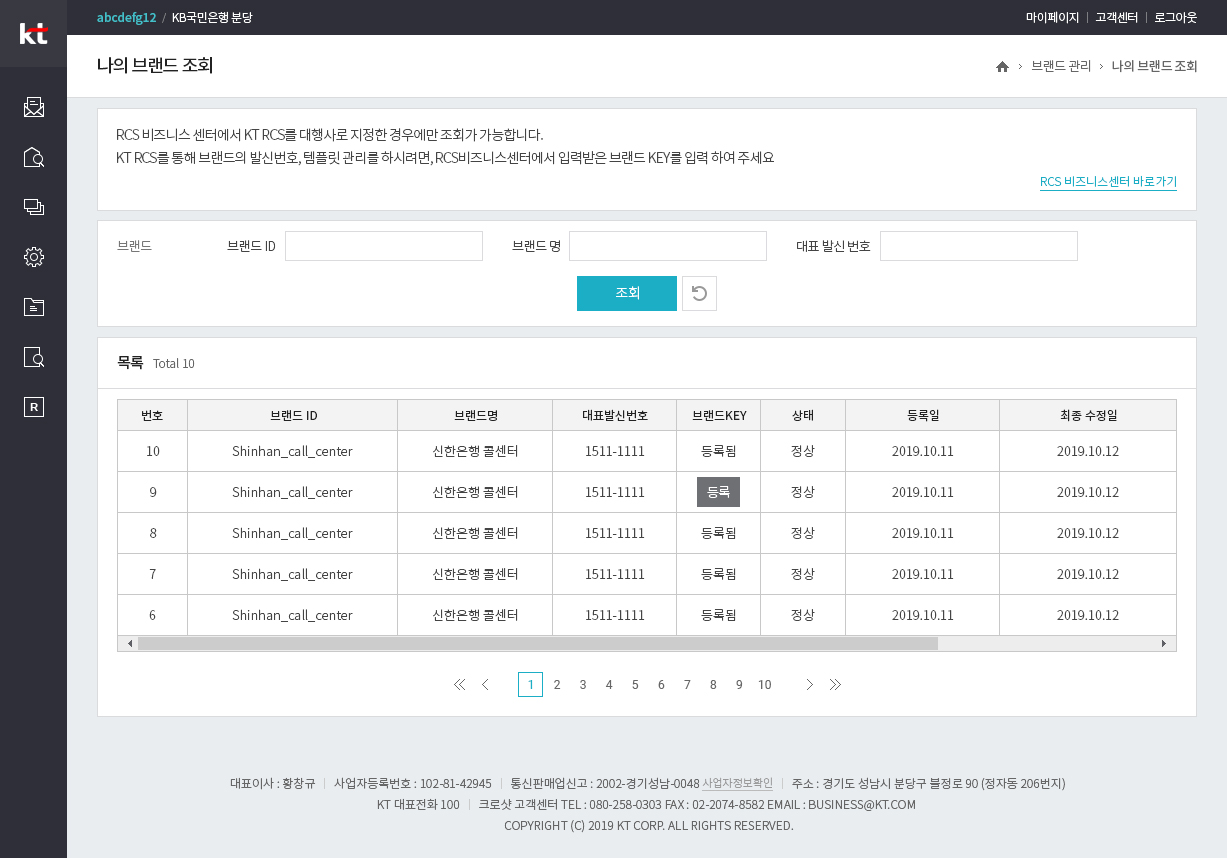 kt
abcdefg12 / KB국민은행 분당
마이페이지 | 고객센터 | 로그아웃
나의 브랜드 조회
브랜드 관리 > 나의 브랜드 조회
RCS 비즈니스 센터에서 KT RCS를 대행사로 지정한 경우에만 조회가 가능합니다.
KT RCS를 통해 브랜드의 발신번호, 템플릿 관리를 하시려면, RCS비즈니스센터에서 입력받은 브랜드 KEY를 입력 하여 주세요
RCS 비즈니스센터 바로가기
브랜드 브랜드 ID 브랜드 명 대표 발신 번호
조회
목록 Total 10
번호 브랜드 ID 브랜드명 대표발신번호 브랜드KEY 상태 등록일 최종 수정일
10 Shinhan_call_center 신한은행 콜센터 1511-1111 등록됨 정상 2019.10.11 2019.10.12
9 Shinhan_call_center 신한은행 콜센터 1511-1111 등록 정상 2019.10.11 2019.10.12
8 Shinhan_call_center 신한은행 콜센터 1511-1111 등록됨 정상 2019.10.11 2019.10.12
7 Shinhan_call_center 신한은행 콜센터 1511-1111 등록됨 정상 2019.10.11 2019.10.12
6 Shinhan_call_center 신한은행 콜센터 1511-1111 등록됨 정상 2019.10.11 2019.10.12
R
1 2 3 4 5 6 7 8 9 10
대표이사 : 황창규 | 사업자등록번호 : 102-81-42945 | 통신판매업신고 : 2002-경기성남-0048 사업자정보확인 | 주소 : 경기도 성남시 분당구 불정로 90 (정자동 206번지)
KT 대표전화 100 | 크로샷 고객센터 TEL : 080-258-0303 FAX : 02-2074-8582 EMAIL : BUSINESS@KT.COM
COPYRIGHT (C) 2019 KT CORP. ALL RIGHTS RESERVED.